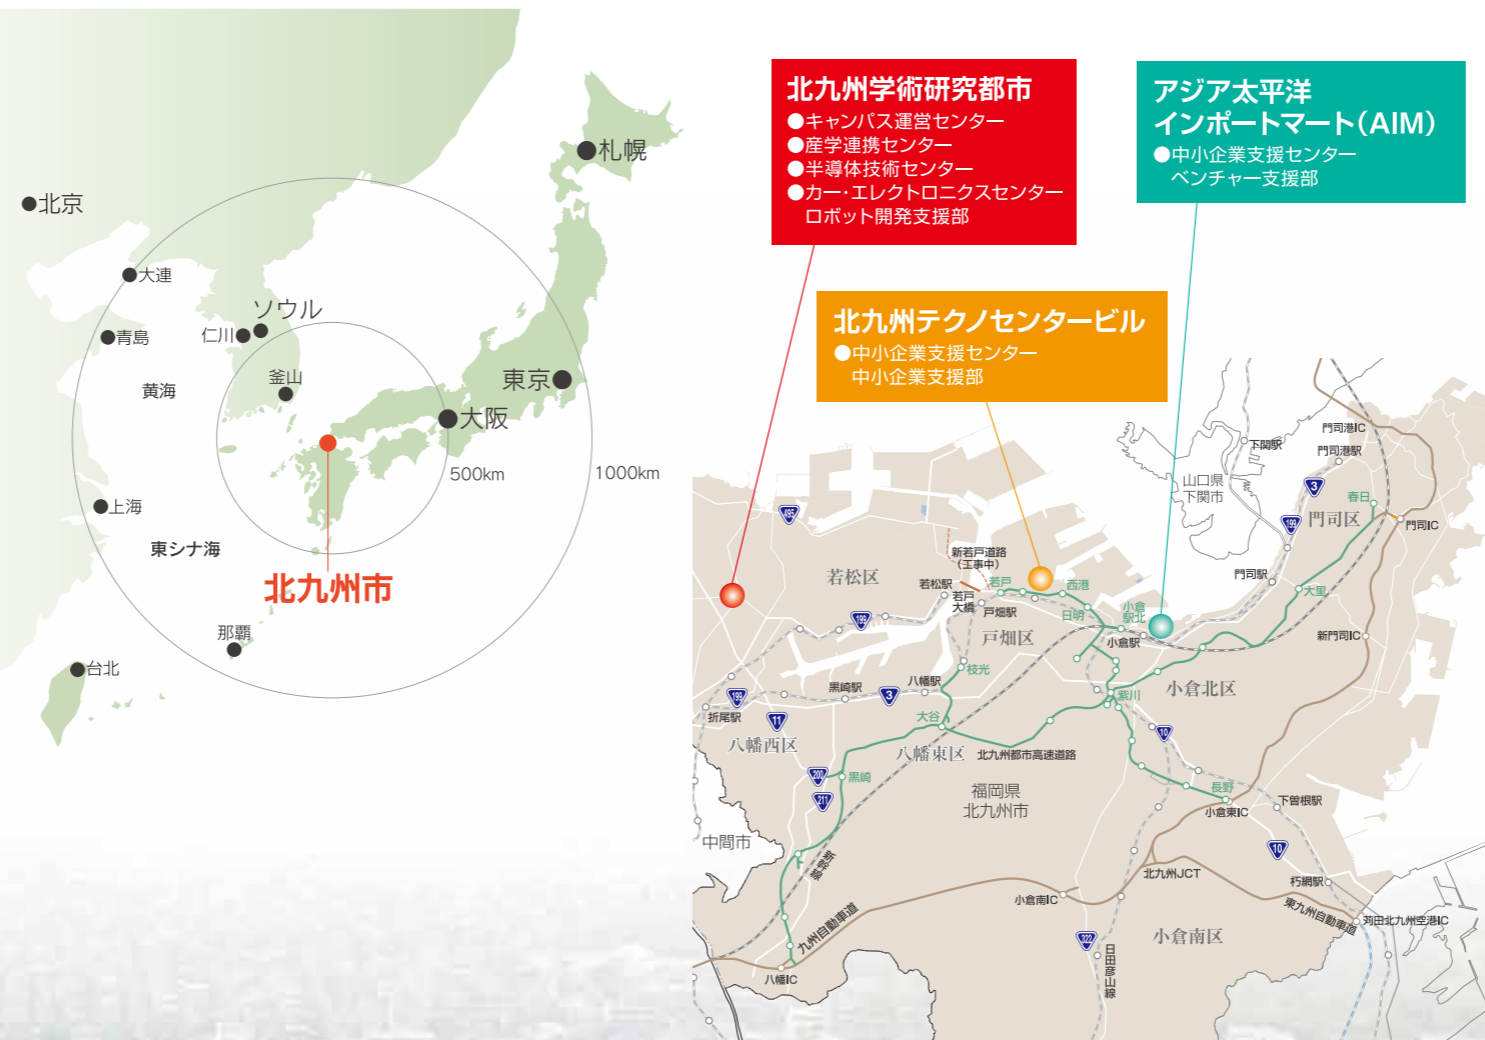 札幌
北京
大連
ソウル
仁川
青島
釜山
黄海
東京
大阪
500km
1000km
上海
東シナ海
北九州市
那覇
台北
北九州学術研究都市
●キャンパス運営センター
●産学連携センター
●半導体技術センター
●カー・エレクトロニクスセンター
ロボット開発支援部
アジア太平洋
インポートマート（AIM）
●中小企業支援センター
ベンチャー支援部
北九州テクノセンタービル
●中小企業支援センター
中小企業支援部
門司港IC
下関駅
門司港駅
山口県
下関市
3
春日
495
199
門司区
門司IC
新若戸道路
（工事中）
若松区
若松駅
若戸
西港
門司駅
若戸
大橋
戸畑駅
日明
小倉
駅北
大里
199
戸畑区
小倉駅
新門司IC
枝光
八幡駅
黒崎駅
3
199
紫川
小倉北区
折尾駅
11
大谷
10
八幡西区
八幡東区
北九州都市高速道路
200
黒崎
福岡県
北九州市
長野
211
下曽根駅
小倉東IC
中間市
新幹線
10
北九州JCT
朽網駅
小倉南IC
九州自動車道
東九州自動車道
苅田北九州空港IC
322
小倉南区
日田彦山線
八幡IC